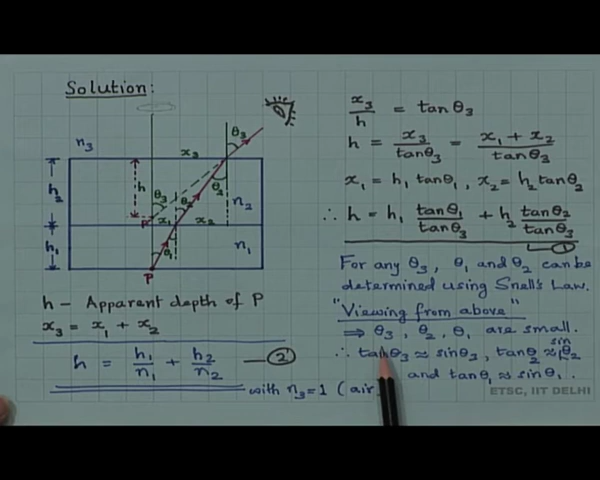 Solution:
n3
θ3
x3
h2
h
θ3
θ2
θ2
n2
P'
x1
x2
h1
θ1
n1
P
h - Apparent depth of P
x3 = x1 + x2
h = h1/n1 + h2/n2 — (2)
with n3 = 1 (air
x3/h = tanθ3
h = x3/tanθ3 = (x1 + x2)/tanθ3
x1 = h1 tanθ1, x2 = h2 tanθ2
∴ h = h1 tanθ1/tanθ3 + h2 tanθ2/tanθ3
(1)
For any θ3, θ1 and θ2 can be
determined using Snell's Law.
"Viewing from above"
⇒ θ3, θ2, θ1 are small.
∴ tanθ3 ≈ sinθ3, tanθ2 ≈ sinθ2
and tanθ1 ≈ sinθ1.
ETSC, IIT DELHI